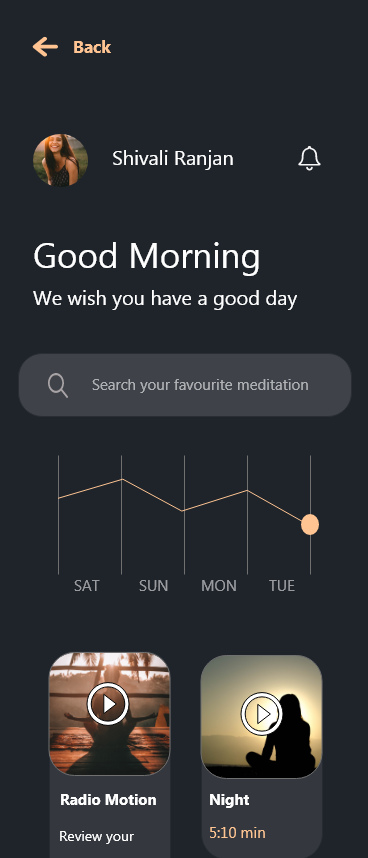 Back
Shivali Ranjan
Good Morning
We wish you have a good day
Search your favourite meditation
SAT SUN MON TUE
Radio Motion
Review your
Night
5:10 min